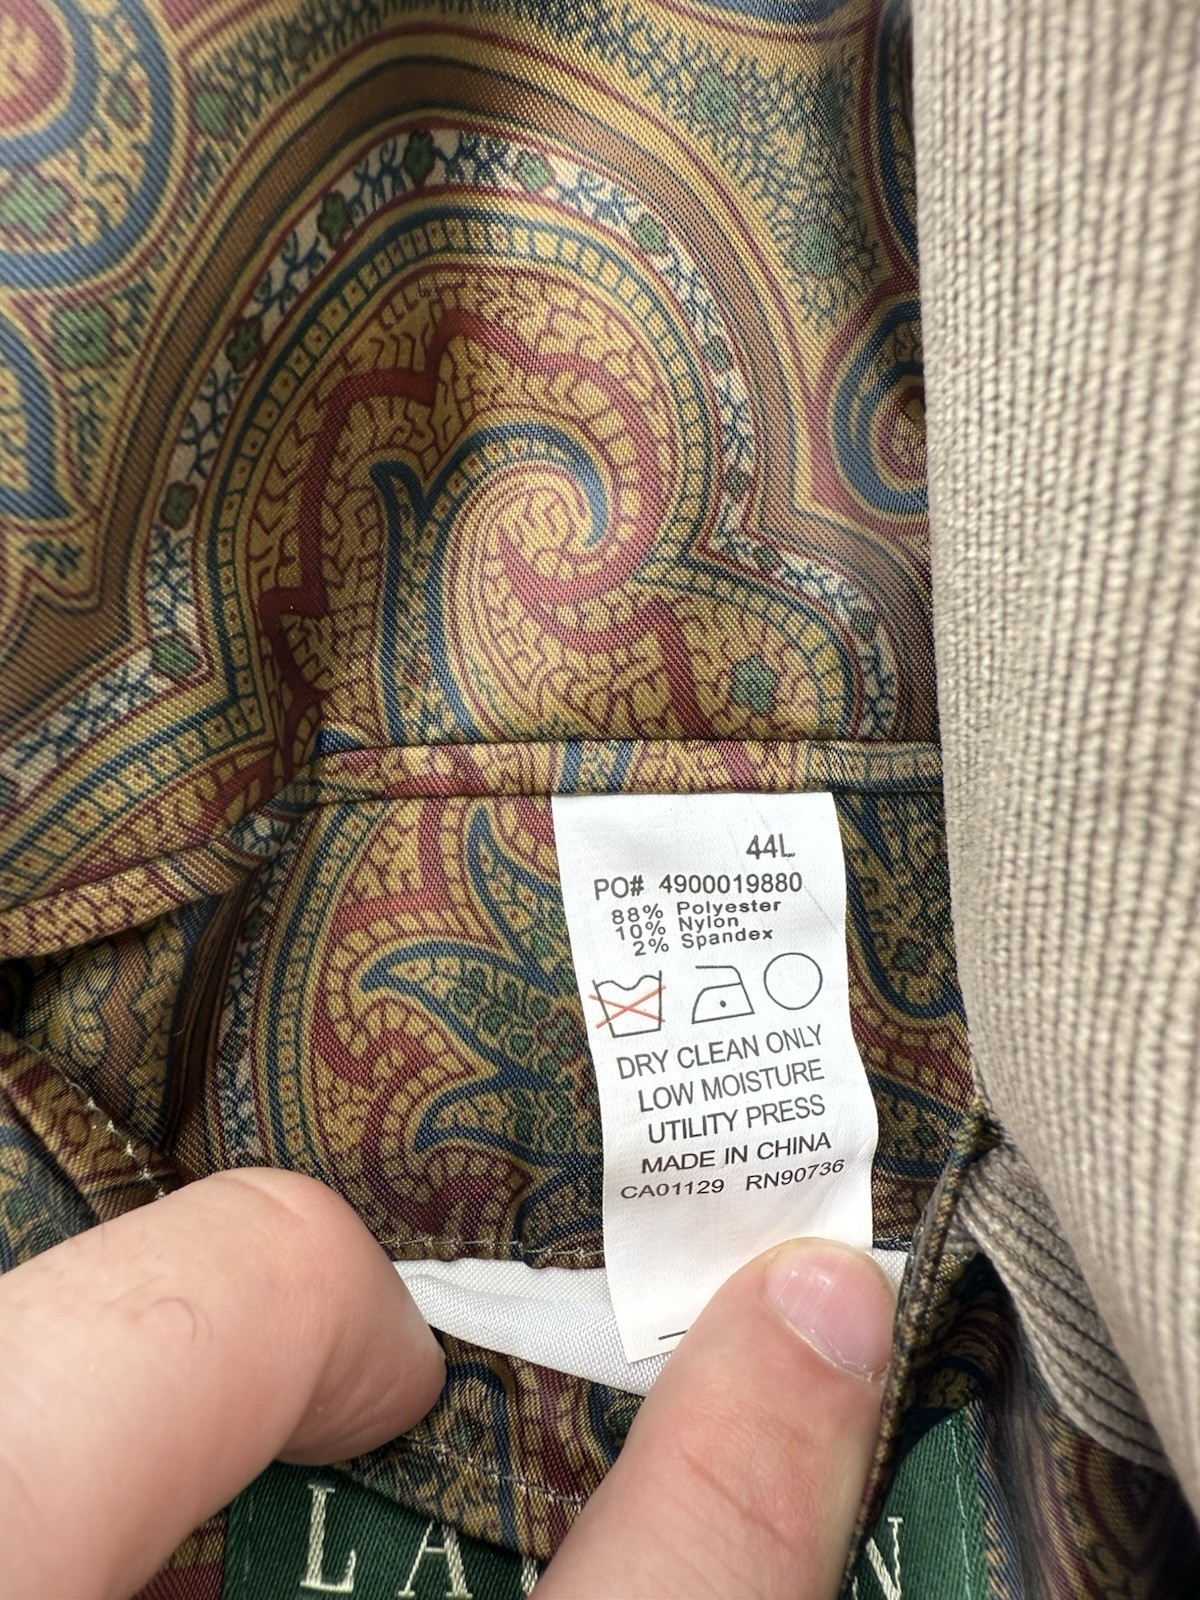 44L
PO# 4900019880
88% Polyester
10% Nylon
2% Spandex
DRY CLEAN ONLY
LOW MOISTURE
UTILITY PRESS
MADE IN CHINA
CA01129 RN90736